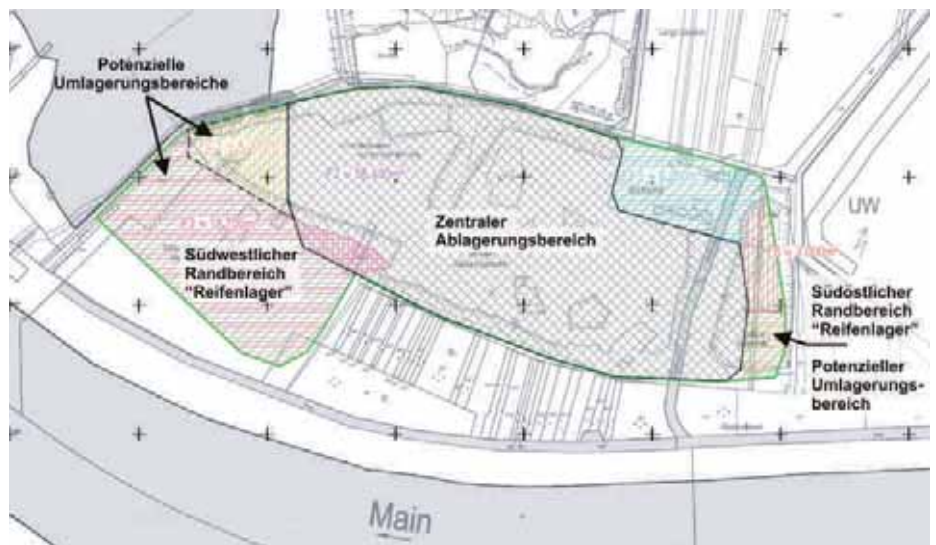 Potenzielle
Umlagerungsbereiche
Zentraler
Ablagerungsbereich
Südwestlicher
Randbereich
"Reifenlager"
UW
Südöstlicher
Randbereich
"Reifenlager"
Potenzieller
Umlagerungs-
bereich
Main